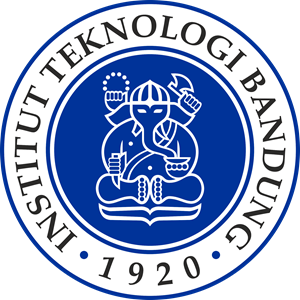 INSTITUT TEKNOLOGI BANDUNG
· 1920 ·